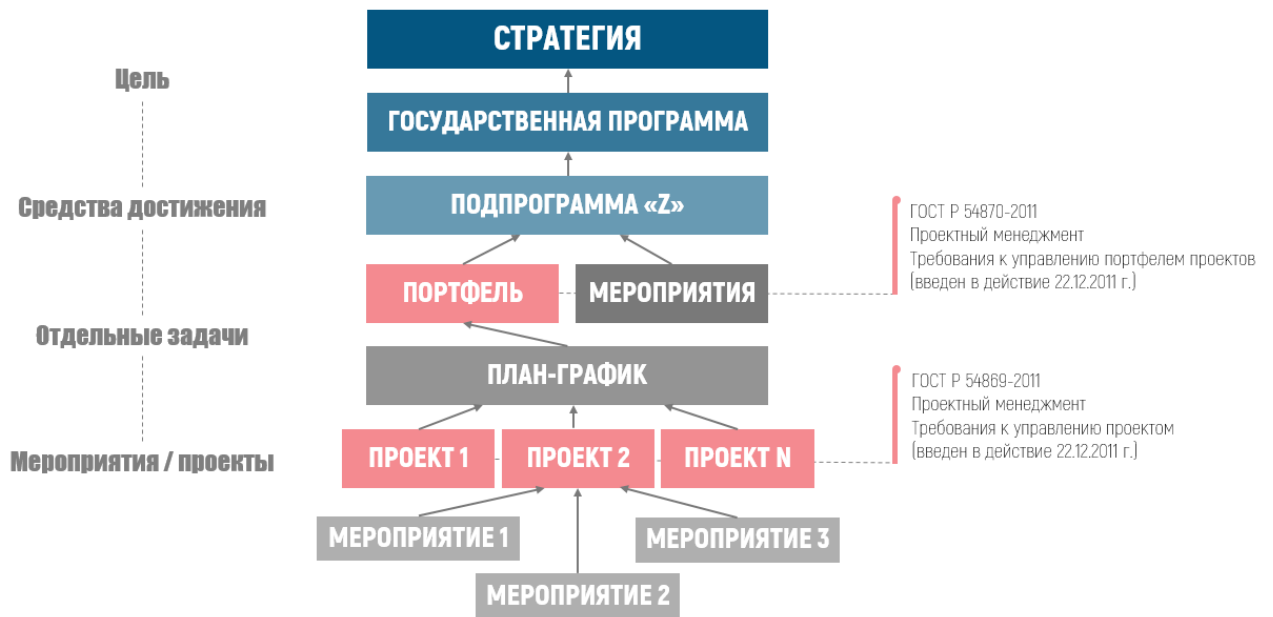 СТРАТЕГИЯ
Цель
ГОСУДАРСТВЕННАЯ ПРОГРАММА
Средства достижения
ПОДПРОГРАММА «Z»
ГОСТ Р 54870-2011
Проектный менеджмент
Требования к управлению портфелем проектов
(введен в действие 22.12.2011 г.)
ПОРТФЕЛЬ
МЕРОПРИЯТИЯ
Отдельные задачи
ПЛАН-ГРАФИК
ГОСТ Р 54869-2011
Проектный менеджмент
Требования к управлению проектом
(введен в действие 22.12.2011 г.)
Мероприятия / проекты
ПРОЕКТ 1
ПРОЕКТ 2
ПРОЕКТ N
МЕРОПРИЯТИЕ 1
МЕРОПРИЯТИЕ 3
МЕРОПРИЯТИЕ 2